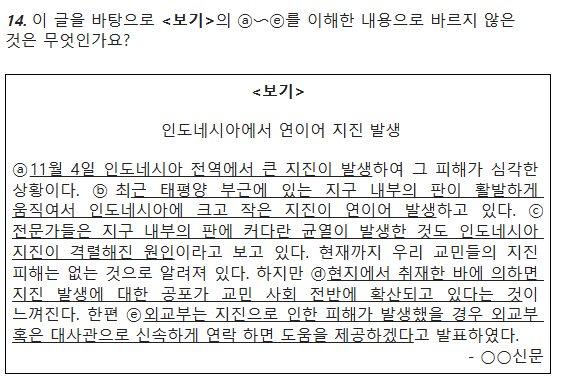 14. 이 글을 바탕으로 <보기>의 ⓐ∽ⓔ를 이해한 내용으로 바르지 않은
것은 무엇인가요?
<보기>
인도네시아에서 연이어 지진 발생
ⓐ11월 4일 인도네시아 전역에서 큰 지진이 발생하여 그 피해가 심각한
상황이다. ⓑ 최근 태평양 부근에 있는 지구 내부의 판이 활발하게
움직여서 인도네시아에 크고 작은 지진이 연이어 발생하고 있다. ⓒ
전문가들은 지구 내부의 판에 커다란 균열이 발생한 것도 인도네시아
지진이 격렬해진 원인이라고 보고 있다. 현재까지 우리 교민들의 지진
피해는 없는 것으로 알려져 있다. 하지만 ⓓ현지에서 취재한 바에 의하면
지진 발생에 대한 공포가 교민 사회 전반에 확산되고 있다는 것이
느껴진다. 한편 ⓔ외교부는 지진으로 인한 피해가 발생했을 경우 외교부
혹은 대사관으로 신속하게 연락 하면 도움을 제공하겠다고 발표하였다.
- ○○신문